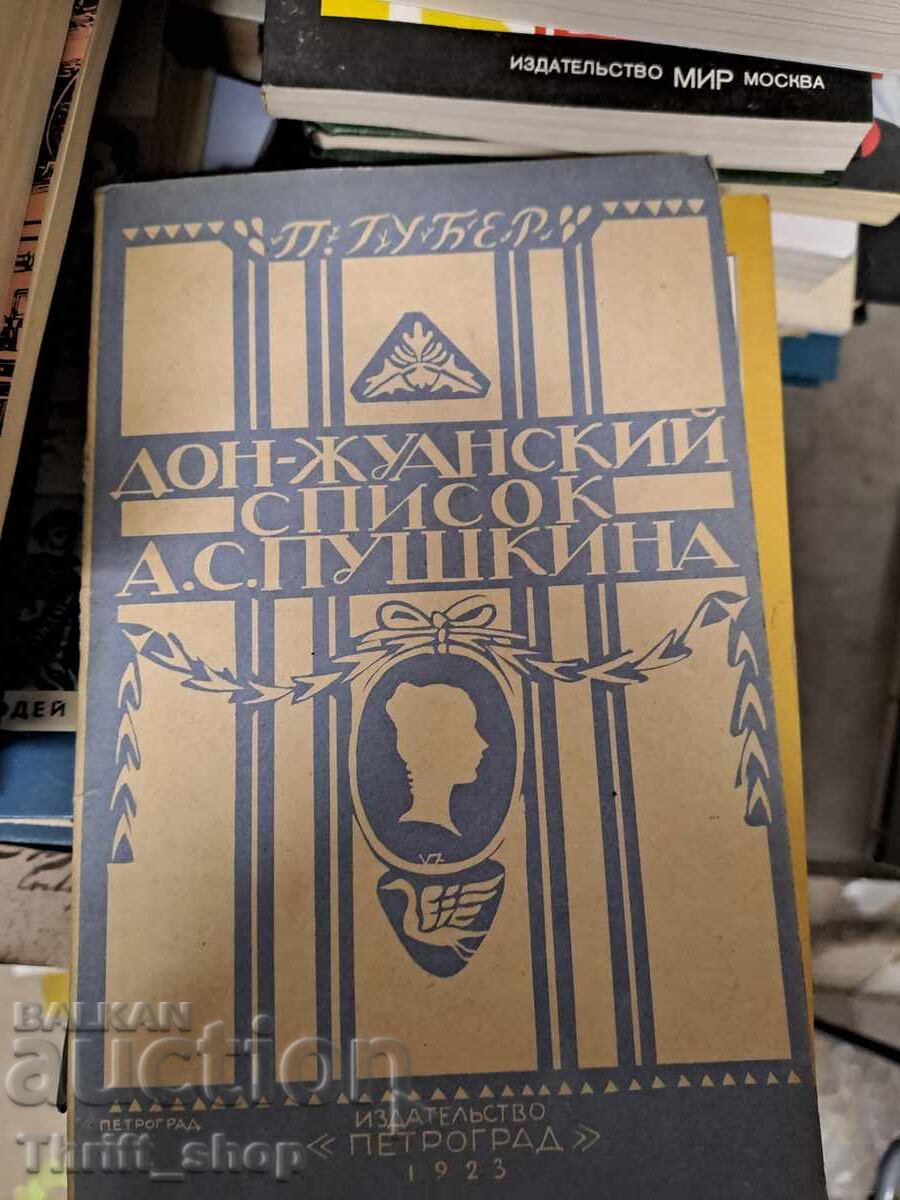 ИЗДАТЕЛЬСТВО МИР МОСКВА
П. ГУБЕР
ДОН-ЖУАНСКИЙ
СПИСОК
А.С.ПУШКИНА
ДЕЙ
BALKAN
auction
ПЕТРОГРАД
ИЗДАТЕЛЬСТВО
«ПЕТРОГРАД»
1923
Thrift_shop